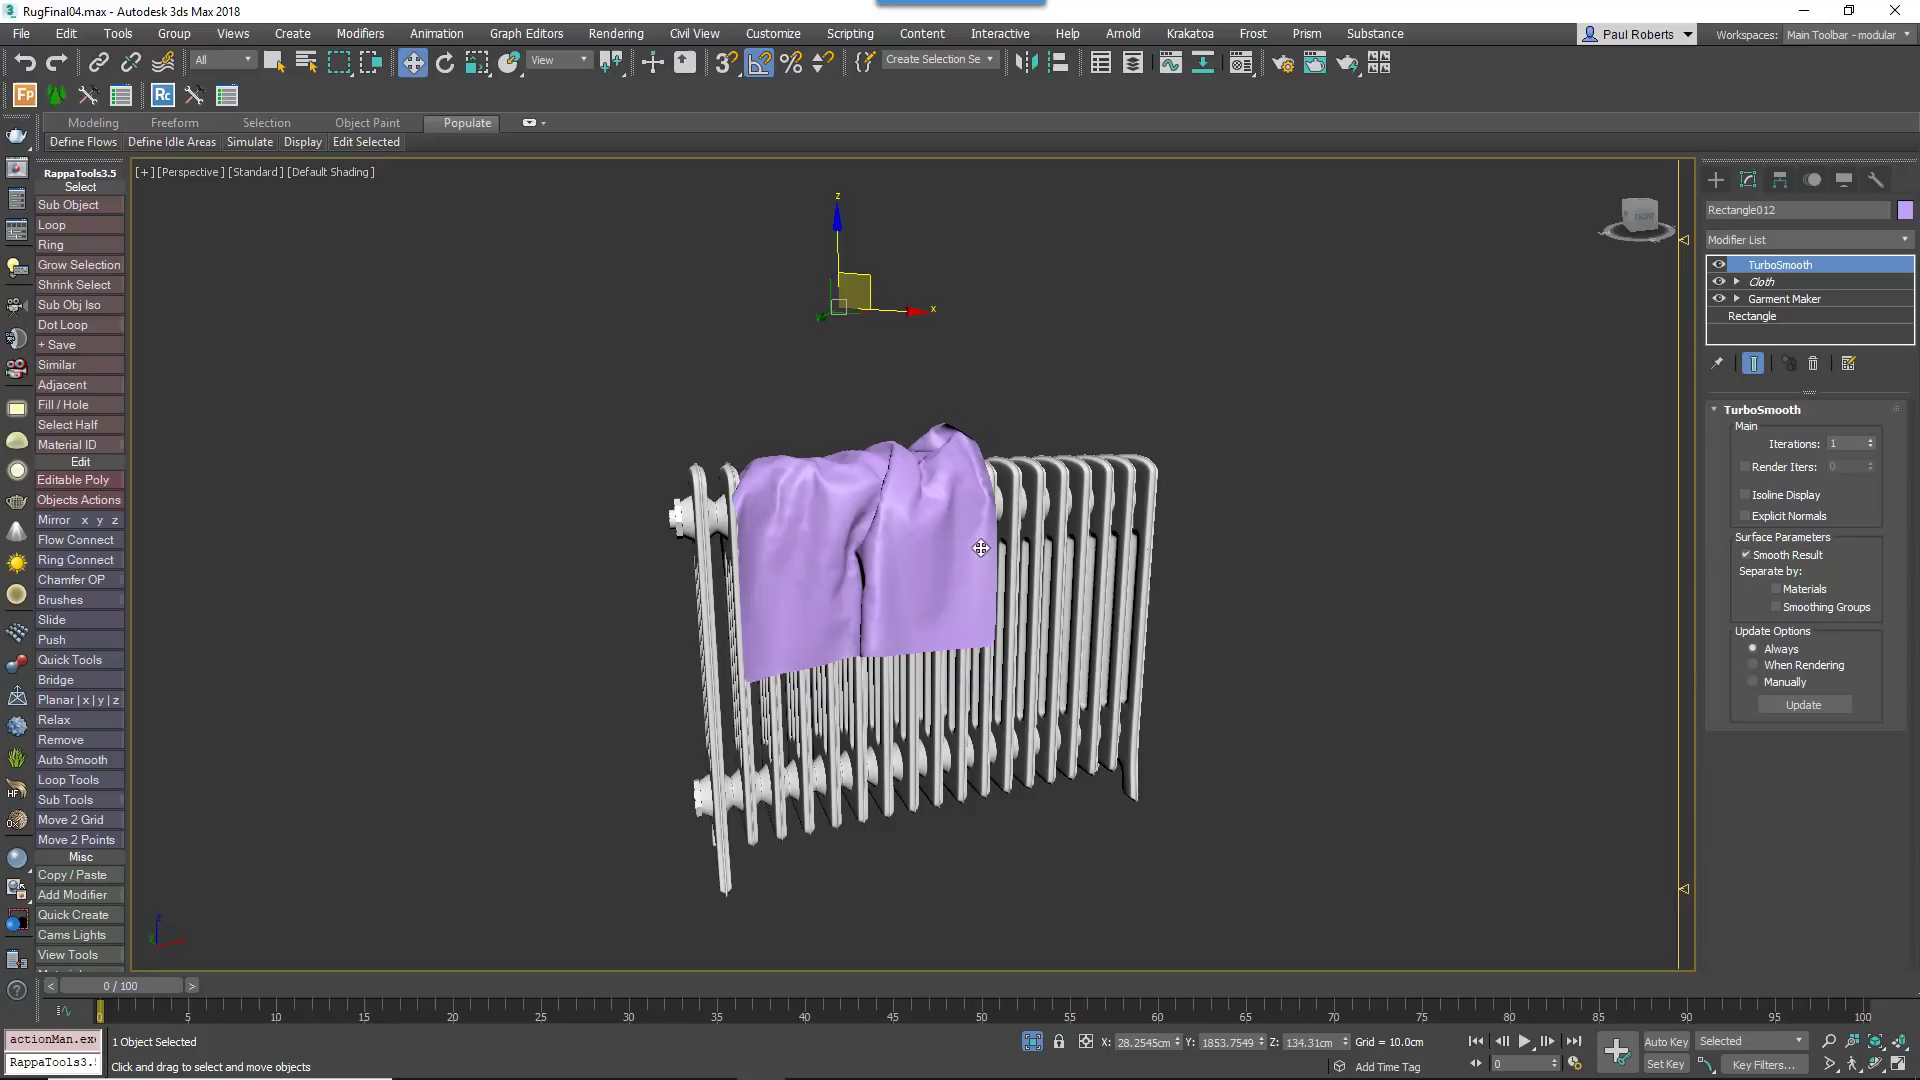 RugFinal04.max - Autodesk 3ds Max 2018
File Edit Tools Group Views Create Modifiers Animation Graph Editors Rendering Civil View Customize Scripting Content Interactive Help Arnold Krakatoa Frost Prism Substance Paul Roberts Workspaces: Main Toolbar - modular
All View 3 Create Selection Se
Fp Rc
Modeling Freeform Selection Object Paint Populate
Define Flows Define Idle Areas Simulate Display Edit Selected
[+] [Perspective] [Standard] [Default Shading]
RappaTools3.5
Select
Sub Object
Loop
Ring
Grow Selection
Shrink Select
Sub Obj Iso
Dot Loop
+ Save
Similar
Adjacent
Fill / Hole
Select Half
Material ID
Edit
Editable Poly
Objects Actions
Mirror x y z
Flow Connect
Ring Connect
Chamfer OP
Brushes
Slide
Push
Quick Tools
Bridge
Planar | x | y | z
Relax
Remove
Auto Smooth
Loop Tools
Sub Tools
Move 2 Grid
Move 2 Points
Misc
Copy / Paste
Add Modifier
Quick Create
Cams Lights
View Tools
HF
z
x
FRONT
Rectangle012
Modifier List
TurboSmooth
Cloth
Garment Maker
Rectangle
TurboSmooth
Main
Iterations: 1
Render Iters: 0
Isoline Display
Explicit Normals
Surface Parameters
Smooth Result
Separate by:
Materials
Smoothing Groups
Update Options
Always
When Rendering
Manually
Update
< 0 / 100 >
0 5 10 15 20 25 30 35 40 45 50 55 60 65 70 75 80 85 90 95 100
actionMan.exe 1 Object Selected X: 28.2545cm Y: 1853.7549 Z: 134.31cm Grid = 10.0cm Auto Key Selected
RappaTools3. Click and drag to select and move objects Add Time Tag 0 Set Key Key Filters...